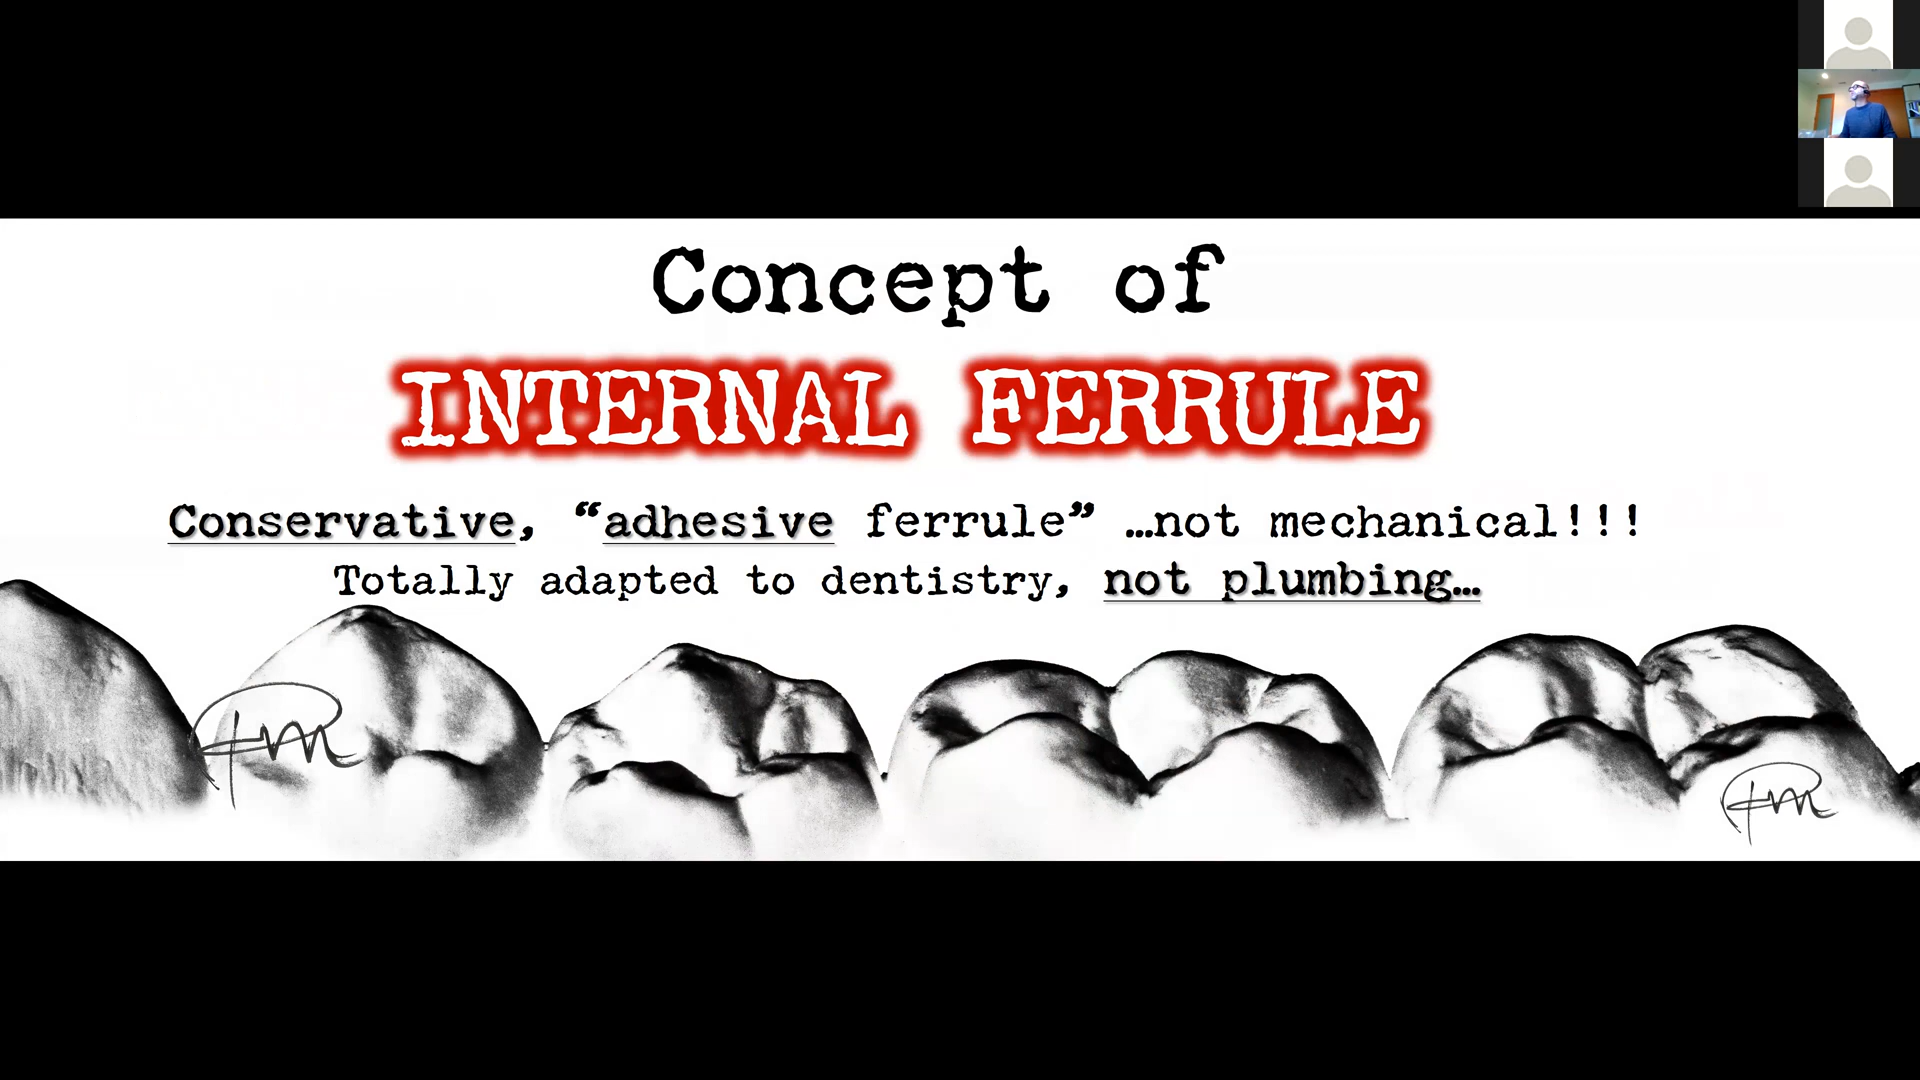 Concept of
INTERNAL FERRULE
Conservative, “adhesive ferrule” …not mechanical!!!
Totally adapted to dentistry, not plumbing…